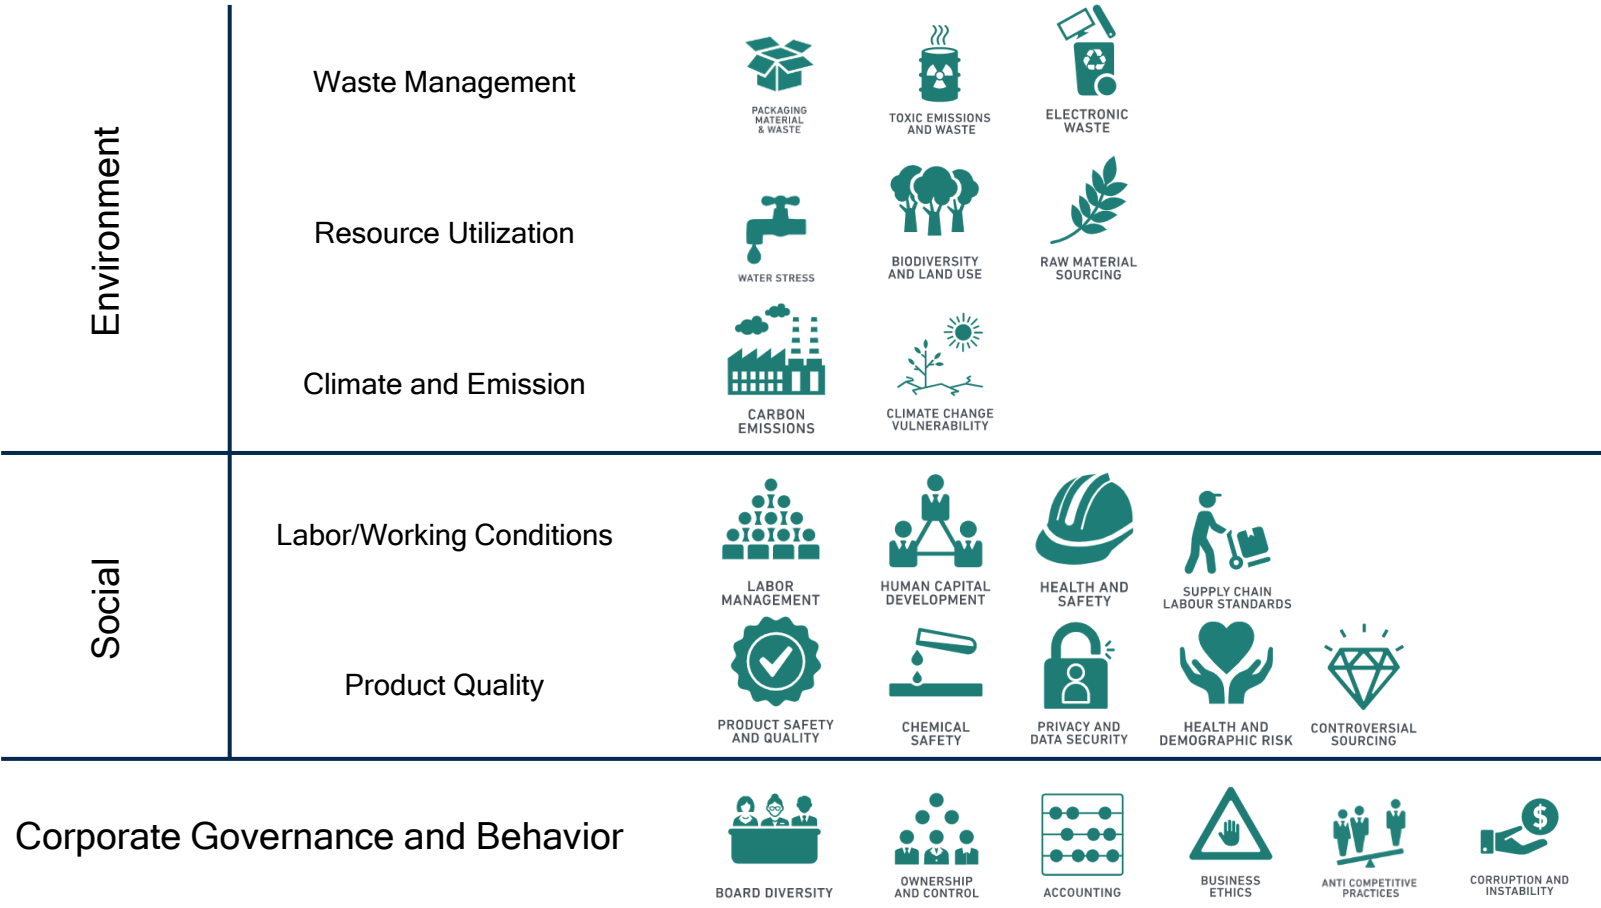 Environment
Waste Management
PACKAGING
MATERIAL
& WASTE
TOXIC EMISSIONS
AND WASTE
ELECTRONIC
WASTE
Resource Utilization
WATER STRESS
BIODIVERSITY
AND LAND USE
RAW MATERIAL
SOURCING
Climate and Emission
CARBON
EMISSIONS
CLIMATE CHANGE
VULNERABILITY
Social
Labor/Working Conditions
LABOR
MANAGEMENT
HUMAN CAPITAL
DEVELOPMENT
HEALTH AND
SAFETY
SUPPLY CHAIN
LABOUR STANDARDS
Product Quality
PRODUCT SAFETY
AND QUALITY
CHEMICAL
SAFETY
PRIVACY AND
DATA SECURITY
HEALTH AND
DEMOGRAPHIC RISK
CONTROVERSIAL
SOURCING
Corporate Governance and Behavior
BOARD DIVERSITY
OWNERSHIP
AND CONTROL
ACCOUNTING
BUSINESS
ETHICS
ANTI COMPETITIVE
PRACTICES
$
CORRUPTION AND
INSTABILITY